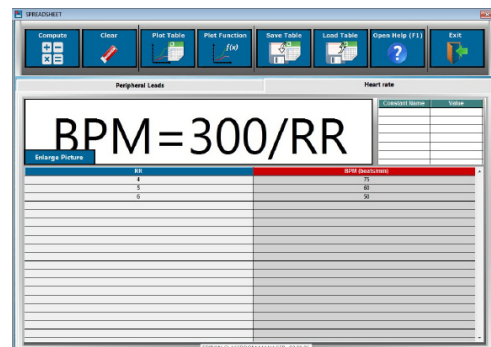 SPREADSHEET
Compute Clear Plot Table Plot Function Save Table Load Table Open Help (F1) Exit
f(x)
Peripheral Leads Heart rate
BPM=300/RR
Constant Name Value
Enlarge Picture
RR BPM (beats/min)
4 75
5 60
6 50